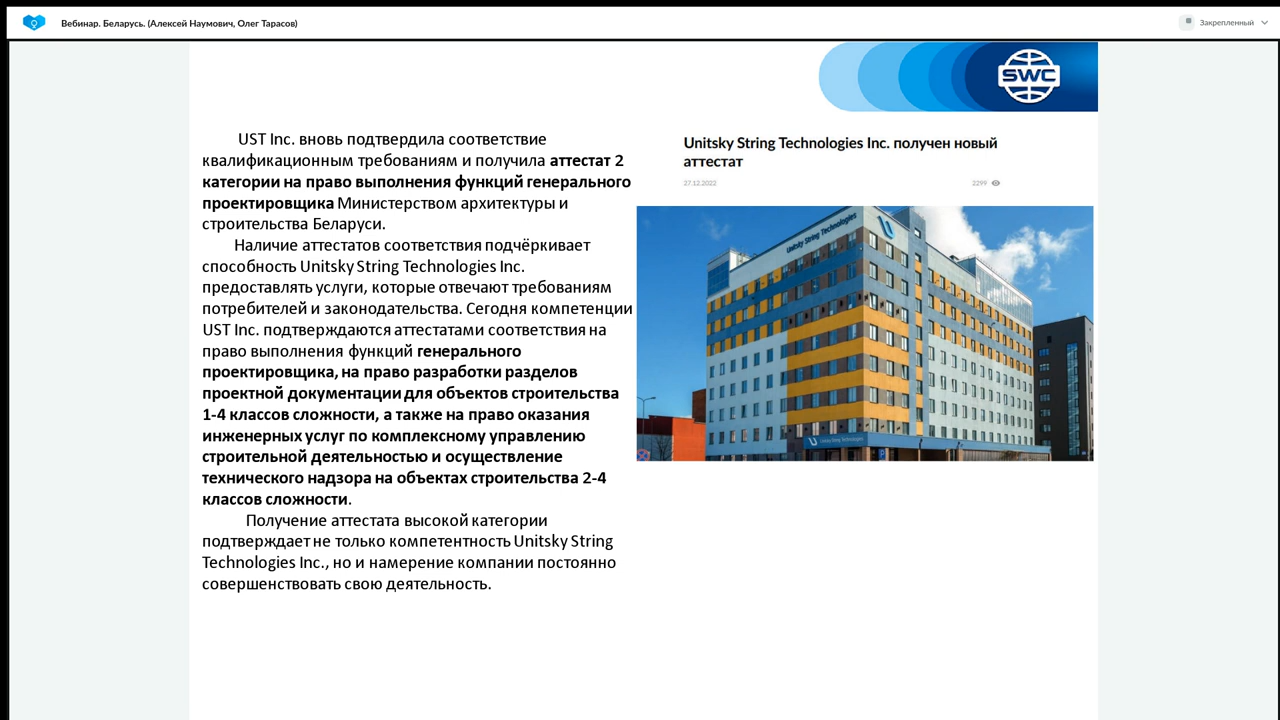 Вебинар. Беларусь. (Алексей Наумович, Олег Тарасов)
Закрепленный
SWC
UST Inc. вновь подтвердила соответствие
квалификационным требованиям и получила аттестат 2
категории на право выполнения функций генерального
проектировщика Министерством архитектуры и
строительства Беларуси.
Наличие аттестатов соответствия подчёркивает
способность Unitsky String Technologies Inc.
предоставлять услуги, которые отвечают требованиям
потребителей и законодательства. Сегодня компетенции
UST Inc. подтверждаются аттестатами соответствия на
право выполнения функций генерального
проектировщика, на право разработки разделов
проектной документации для объектов строительства
1-4 классов сложности, а также на право оказания
инженерных услуг по комплексному управлению
строительной деятельностью и осуществление
технического надзора на объектах строительства 2-4
классов сложности.
Получение аттестата высокой категории
подтверждает не только компетентность Unitsky String
Technologies Inc., но и намерение компании постоянно
совершенствовать свою деятельность.
Unitsky String Technologies Inc. получен новый
аттестат
27.12.2022
2299
Unitsky String Technologies
Unitsky String Technologies